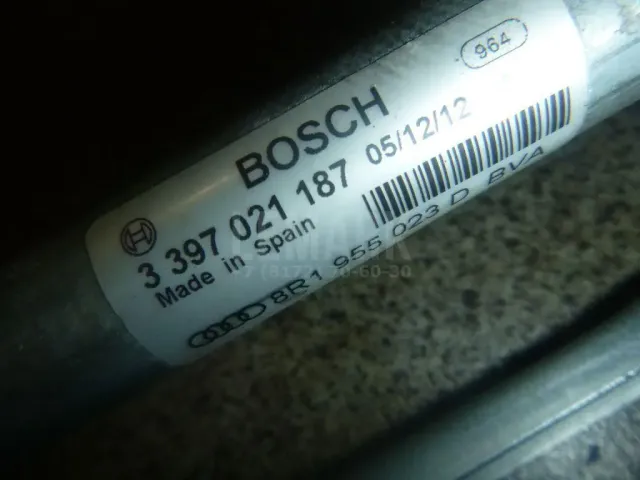 964
BOSCH
3 397 021 187 05/12/12
Made in Spain
8R1 955 023 D BVA